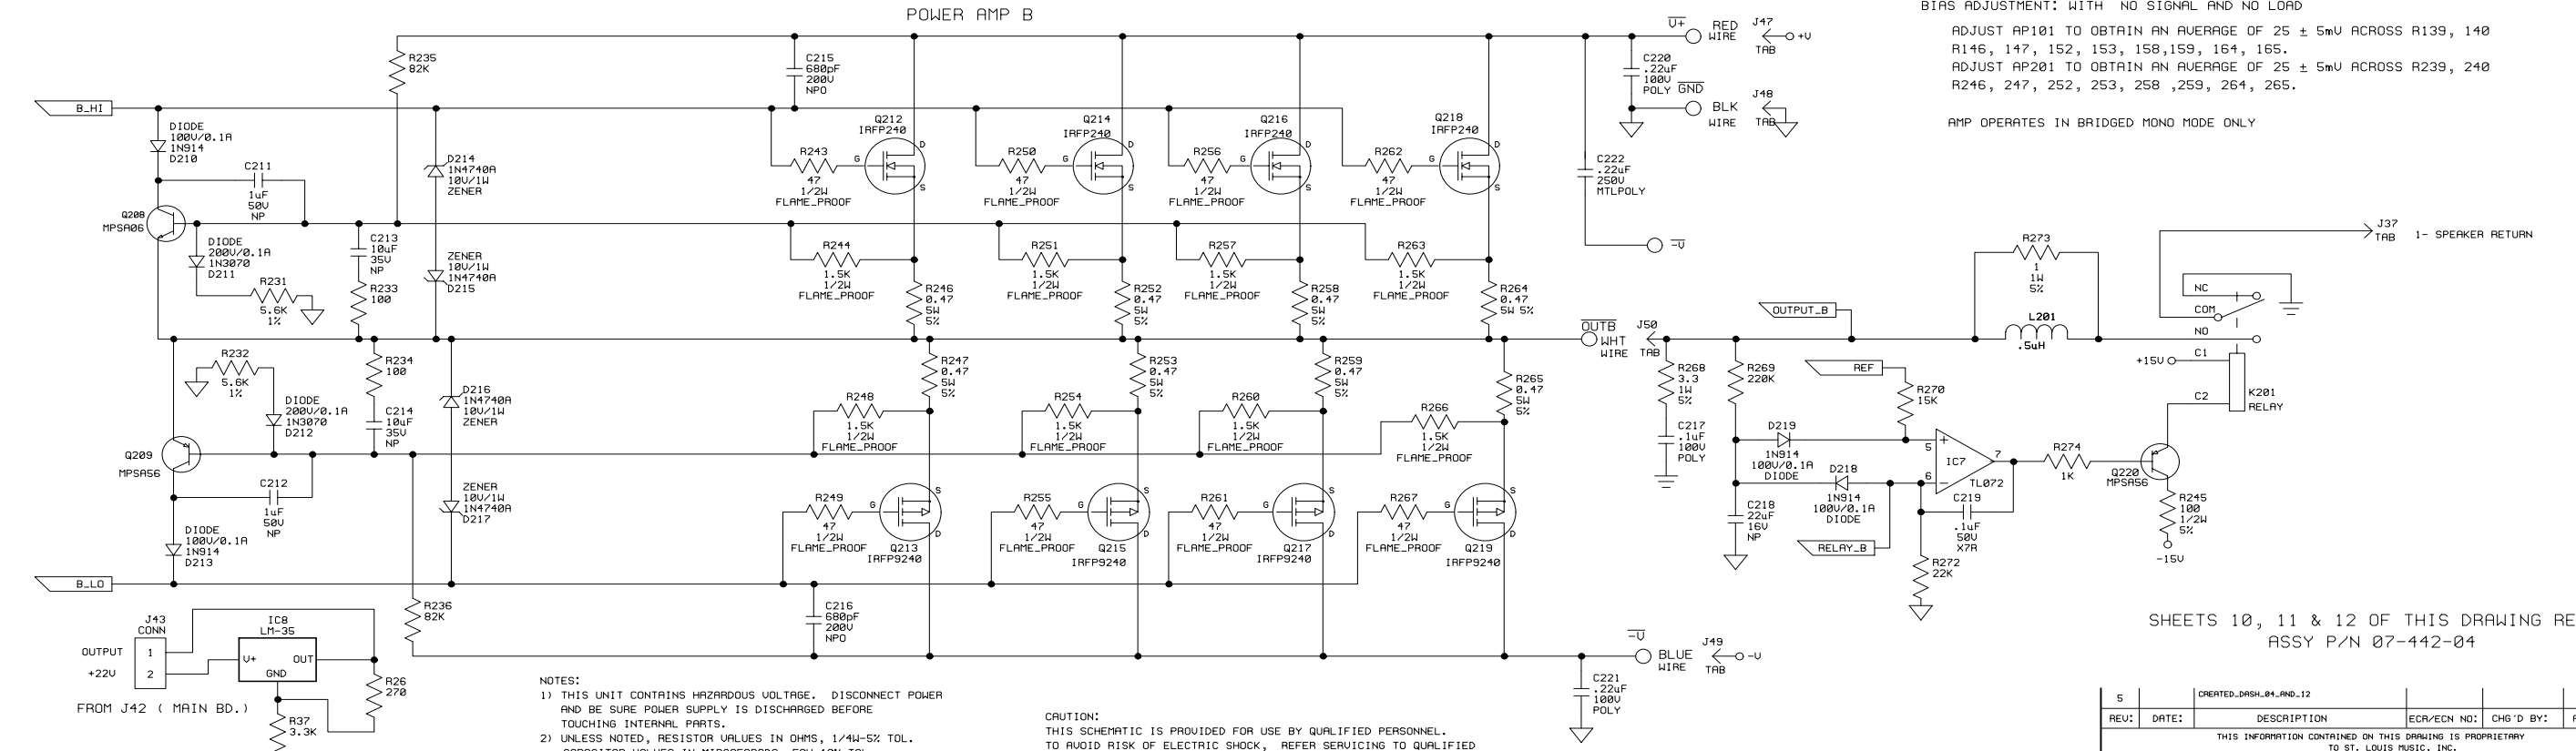 POWER AMP B
BIAS ADJUSTMENT: WITH NO SIGNAL AND NO LOAD
ADJUST AP101 TO OBTAIN AN AVERAGE OF 25 ± 5mV ACROSS R139, 140
R146, 147, 152, 153, 158,159, 164, 165.
ADJUST AP201 TO OBTAIN AN AVERAGE OF 25 ± 5mV ACROSS R239, 240
R246, 247, 252, 253, 258 ,259, 264, 265.
AMP OPERATES IN BRIDGED MONO MODE ONLY
R235
82K
C215
680pF
200V
NPO
V+
RED
WIRE
J47
TAB
+V
C220
.22uF
100V
POLY
GND
BLK
WIRE
J48
TAB
C222
.22uF
250V
MTLPOLY
-V
B_HI
DIODE
100V/0.1A
1N914
D210
C211
1uF
50V
NP
Q208
MPSA06
DIODE
200V/0.1A
1N3070
D211
R231
5.6K
1%
C213
10uF
35V
NP
R233
100
D214
1N4740A
10V/1W
ZENER
ZENER
10V/1W
1N4740A
D215
Q212
IRFP240
D
G
S
R243
47
1/2W
FLAME_PROOF
Q214
IRFP240
D
G
S
R250
47
1/2W
FLAME_PROOF
Q216
IRFP240
D
G
S
R256
47
1/2W
FLAME_PROOF
Q218
IRFP240
D
G
S
R262
47
1/2W
FLAME_PROOF
R244
1.5K
1/2W
FLAME_PROOF
R251
1.5K
1/2W
FLAME_PROOF
R257
1.5K
1/2W
FLAME_PROOF
R263
1.5K
1/2W
FLAME_PROOF
R246
0.47
5W
5%
R252
0.47
5W
5%
R258
0.47
5W
5%
R264
0.47
5W 5%
OUTB
WHT
WIRE
J50
TAB
OUTPUT_B
R273
1
1W
5%
L201
.5uH
J37
TAB
1- SPEAKER RETURN
NC
COM
NO
+15V
C1
C2
K201
RELAY
R232
5.6K
1%
DIODE
200V/0.1A
1N3070
D212
R234
100
C214
10uF
35V
NP
D216
1N4740A
10V/1W
ZENER
ZENER
10V/1W
1N4740A
D217
Q209
MPSA56
C212
1uF
50V
NP
DIODE
100V/0.1A
1N914
D213
B_LO
R236
82K
R247
0.47
5W
5%
R253
0.47
5W
5%
R259
0.47
5W
5%
R265
0.47
5W
5%
R248
1.5K
1/2W
FLAME_PROOF
R254
1.5K
1/2W
FLAME_PROOF
R260
1.5K
1/2W
FLAME_PROOF
R266
1.5K
1/2W
FLAME_PROOF
R249
47
1/2W
FLAME_PROOF
G
S
D
Q213
IRFP9240
R255
47
1/2W
FLAME_PROOF
G
S
D
Q215
IRFP9240
R261
47
1/2W
FLAME_PROOF
G
S
D
Q217
IRFP9240
R267
47
1/2W
FLAME_PROOF
G
S
D
Q219
IRFP9240
C216
680pF
200V
NPO
R268
3.3
1W
5%
C217
.1uF
100V
POLY
R269
220K
C218
22uF
16V
NP
REF
R270
15K
D219
1N914
100V/0.1A
DIODE
D218
1N914
100V/0.1A
DIODE
RELAY_B
+
5
6
-
7
IC7
TL072
C219
.1uF
50V
X7R
R272
22K
R274
1K
Q220
MPSA56
R245
100
1/2W
5%
-15V
-V
BLUE
WIRE
J49
TAB
-V
C221
.22uF
100V
POLY
J43
CONN
OUTPUT
1
+22V
2
FROM J42 ( MAIN BD.)
IC8
LM-35
V+
OUT
GND
R26
270
R37
3.3K
NOTES:
1) THIS UNIT CONTAINS HAZARDOUS VOLTAGE. DISCONNECT POWER
AND BE SURE POWER SUPPLY IS DISCHARGED BEFORE
TOUCHING INTERNAL PARTS.
2) UNLESS NOTED, RESISTOR VALUES IN OHMS, 1/4W-5% TOL.
CAUTION:
THIS SCHEMATIC IS PROVIDED FOR USE BY QUALIFIED PERSONNEL.
TO AVOID RISK OF ELECTRIC SHOCK, REFER SERVICING TO QUALIFIED
SHEETS 10, 11 & 12 OF THIS DRAWING RE
ASSY P/N 07-442-04
5
CREATED_DASH_04_AND_12
REV:
DATE:
DESCRIPTION
ECR/ECN NO:
CHG'D BY:
THIS INFORMATION CONTAINED ON THIS DRAWING IS PROPRIETARY
TO ST. LOUIS MUSIC, INC.